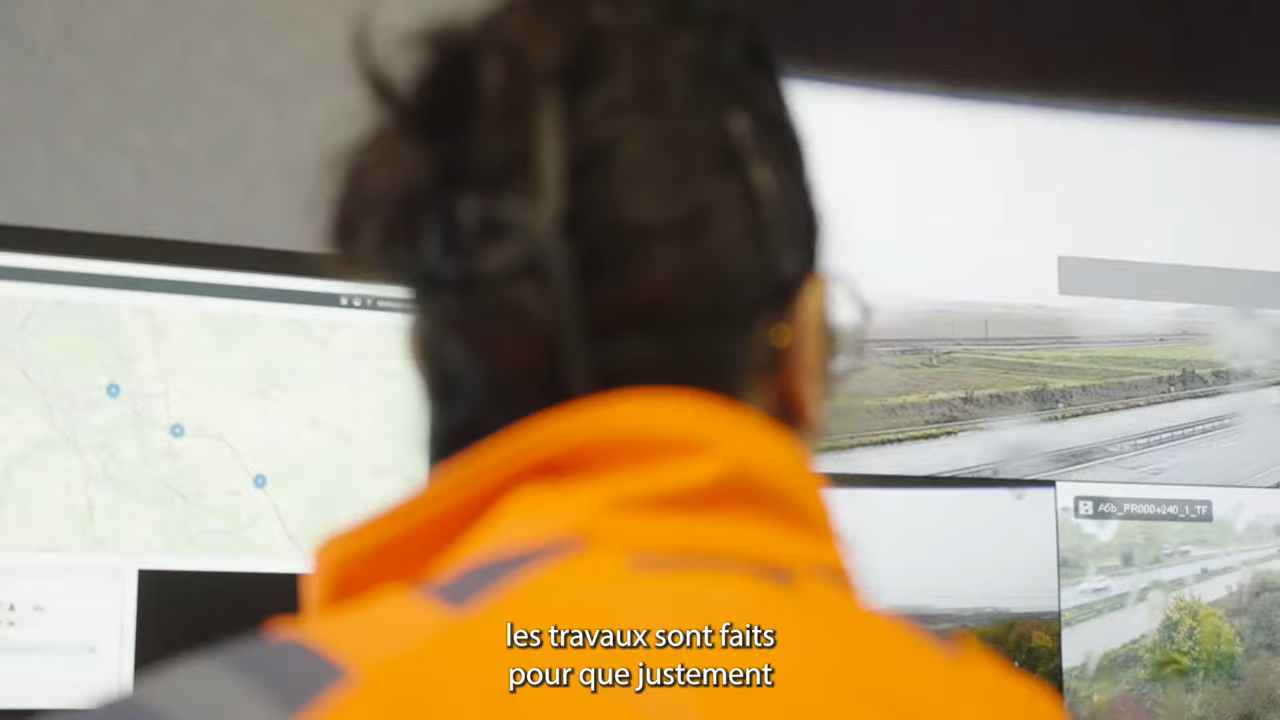 A6b_PR000+240_1_TF
les travaux sont faits
pour que justement